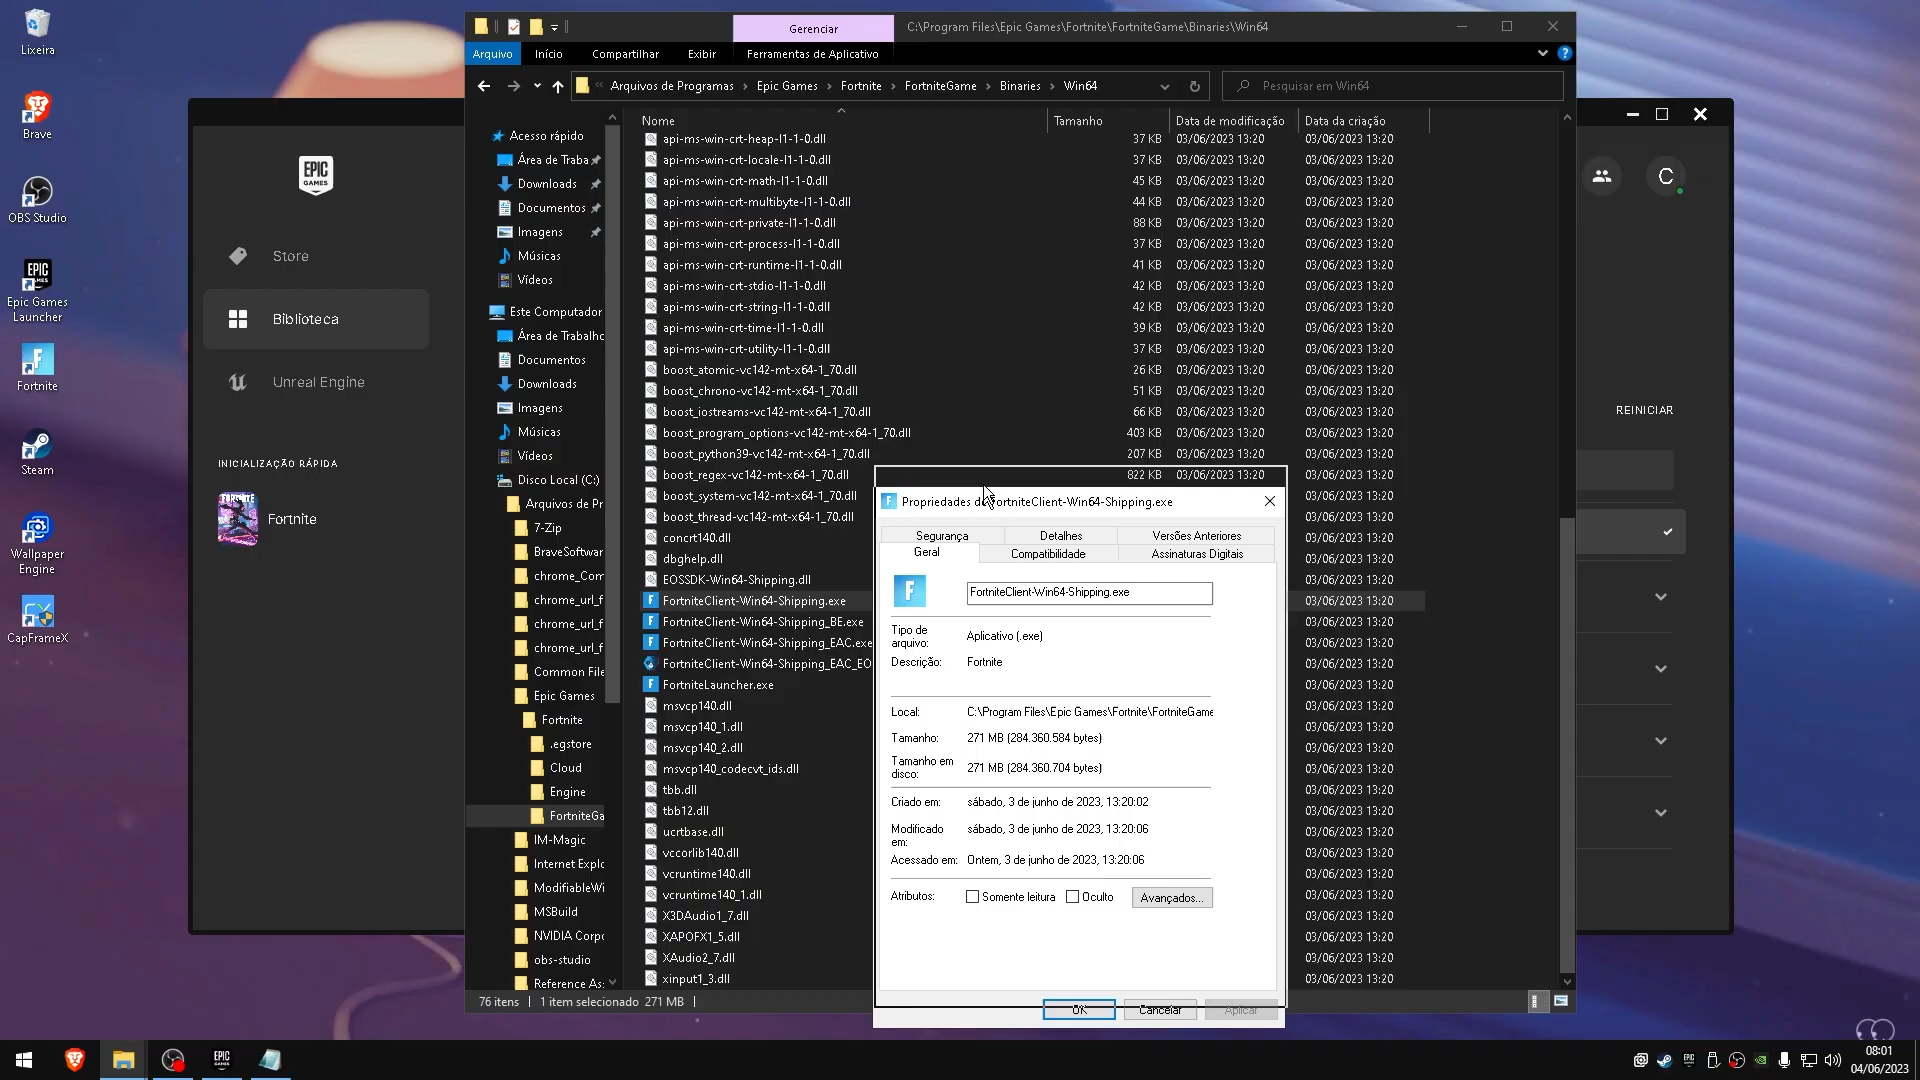 Lixeira
Brave
OBS Studio
Epic Games
Launcher
Fortnite
Steam
Wallpaper
Engine
CapFrameX
EPIC
GAMES
Store
Biblioteca
Unreal Engine
INICIALIZAÇÃO RÁPIDA
Fortnite
Gerenciar
C:\Program Files\Epic Games\Fortnite\FortniteGame\Binaries\Win64
Arquivo
Início
Compartilhar
Exibir
Ferramentas de Aplicativo
Arquivos de Programas > Epic Games > Fortnite > FortniteGame > Binaries > Win64
Pesquisar em Win64
Acesso rápido
Área de Traba
Downloads
Documentos
Imagens
Músicas
Vídeos
Este Computador
Área de Trabalho
Documentos
Downloads
Imagens
Músicas
Vídeos
Disco Local (C:)
Arquivos de Pr
7-Zip
BraveSoftwar
chrome_Com
chrome_url_f
chrome_url_f
chrome_url_f
Common File
Epic Games
Fortnite
.egstore
Cloud
Engine
FortniteGa
IM-Magic
Internet Explo
ModifiableWi
MSBuild
NVIDIA Corpo
obs-studio
Reference As
Nome Tamanho Data de modificação Data da criação
api-ms-win-crt-heap-l1-1-0.dll 37 KB 03/06/2023 13:20 03/06/2023 13:20
api-ms-win-crt-locale-l1-1-0.dll 37 KB 03/06/2023 13:20 03/06/2023 13:20
api-ms-win-crt-math-l1-1-0.dll 45 KB 03/06/2023 13:20 03/06/2023 13:20
api-ms-win-crt-multibyte-l1-1-0.dll 44 KB 03/06/2023 13:20 03/06/2023 13:20
api-ms-win-crt-private-l1-1-0.dll 88 KB 03/06/2023 13:20 03/06/2023 13:20
api-ms-win-crt-process-l1-1-0.dll 37 KB 03/06/2023 13:20 03/06/2023 13:20
api-ms-win-crt-runtime-l1-1-0.dll 41 KB 03/06/2023 13:20 03/06/2023 13:20
api-ms-win-crt-stdio-l1-1-0.dll 42 KB 03/06/2023 13:20 03/06/2023 13:20
api-ms-win-crt-string-l1-1-0.dll 42 KB 03/06/2023 13:20 03/06/2023 13:20
api-ms-win-crt-time-l1-1-0.dll 39 KB 03/06/2023 13:20 03/06/2023 13:20
api-ms-win-crt-utility-l1-1-0.dll 37 KB 03/06/2023 13:20 03/06/2023 13:20
boost_atomic-vc142-mt-x64-1_70.dll 26 KB 03/06/2023 13:20 03/06/2023 13:20
boost_chrono-vc142-mt-x64-1_70.dll 51 KB 03/06/2023 13:20 03/06/2023 13:20
boost_iostreams-vc142-mt-x64-1_70.dll 66 KB 03/06/2023 13:20 03/06/2023 13:20
boost_program_options-vc142-mt-x64-1_70.dll 403 KB 03/06/2023 13:20 03/06/2023 13:20
boost_python39-vc142-mt-x64-1_70.dll 207 KB 03/06/2023 13:20 03/06/2023 13:20
boost_regex-vc142-mt-x64-1_70.dll 822 KB 03/06/2023 13:20 03/06/2023 13:20
boost_system-vc142-mt-x64-1_70.dll 03/06/2023 13:20
boost_thread-vc142-mt-x64-1_70.dll 03/06/2023 13:20
concrt140.dll 03/06/2023 13:20
dbghelp.dll 03/06/2023 13:20
EOSSDK-Win64-Shipping.dll 03/06/2023 13:20
FortniteClient-Win64-Shipping.exe 03/06/2023 13:20
FortniteClient-Win64-Shipping_BE.exe 03/06/2023 13:20
FortniteClient-Win64-Shipping_EAC.exe 03/06/2023 13:20
FortniteClient-Win64-Shipping_EAC_EO 03/06/2023 13:20
FortniteLauncher.exe 03/06/2023 13:20
msvcp140.dll 03/06/2023 13:20
msvcp140_1.dll 03/06/2023 13:20
msvcp140_2.dll 03/06/2023 13:20
msvcp140_codecvt_ids.dll 03/06/2023 13:20
tbb.dll 03/06/2023 13:20
tbb12.dll 03/06/2023 13:20
ucrtbase.dll 03/06/2023 13:20
vccorlib140.dll 03/06/2023 13:20
vcruntime140.dll 03/06/2023 13:20
vcruntime140_1.dll 03/06/2023 13:20
X3DAudio1_7.dll 03/06/2023 13:20
XAPOFX1_5.dll 03/06/2023 13:20
XAudio2_7.dll 03/06/2023 13:20
xinput1_3.dll 03/06/2023 13:20
76 itens 1 item selecionado 271 MB
Propriedades d FortniteClient-Win64-Shipping.exe
Segurança Detalhes Versões Anteriores
Geral Compatibilidade Assinaturas Digitais
FortniteClient-Win64-Shipping.exe
Tipo de
arquivo: Aplicativo (.exe)
Descrição: Fortnite
Local: C:\Program Files\Epic Games\Fortnite\FortniteGame
Tamanho: 271 MB (284.360.584 bytes)
Tamanho em
disco: 271 MB (284.360.704 bytes)
Criado em: sábado, 3 de junho de 2023, 13:20:02
Modificado
em: sábado, 3 de junho de 2023, 13:20:06
Acessado em: Ontem, 3 de junho de 2023, 13:20:06
Atributos: Somente leitura Oculto Avançados...
OK Cancelar Aplicar
C
REINICIAR
08:01
04/06/2023